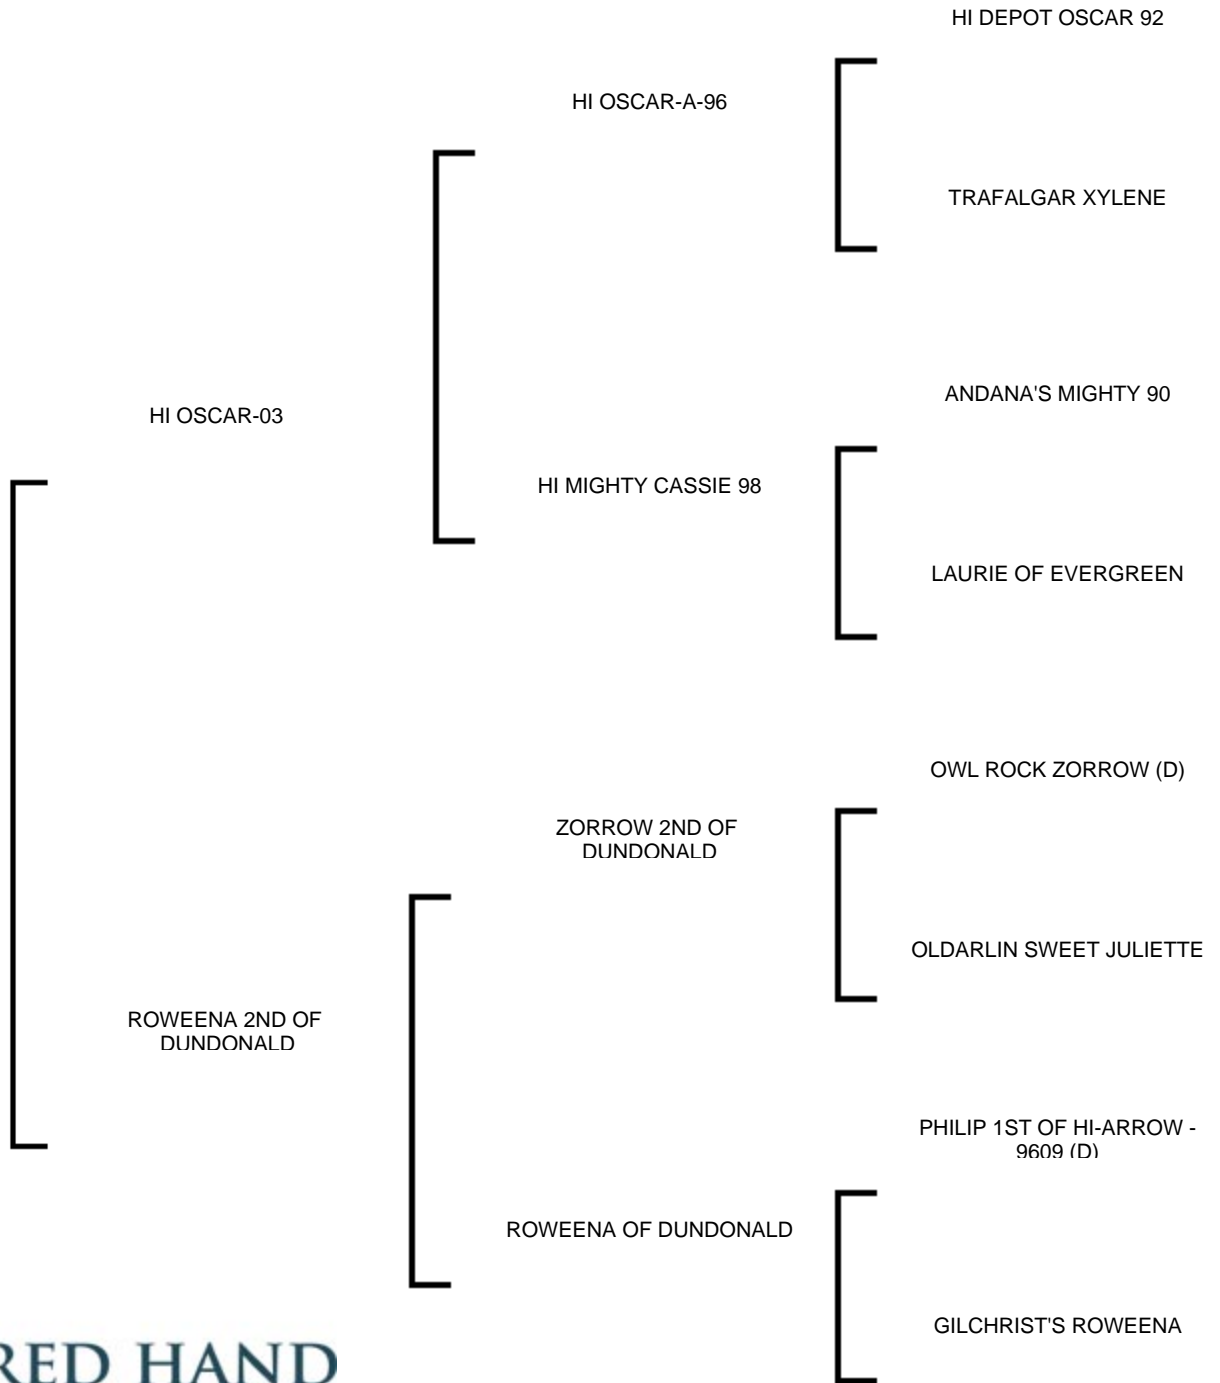 HI DEPOT OSCAR 92
HI OSCAR-A-96
TRAFALGAR XYLENE
HI OSCAR-03
ANDANA'S MIGHTY 90
HI MIGHTY CASSIE 98
LAURIE OF EVERGREEN
OWL ROCK ZORROW (D)
ZORROW 2ND OF
DUNDONALD
OLDARLIN SWEET JULIETTE
ROWEENA 2ND OF
DUNDONALD
PHILIP 1ST OF HI-ARROW -
9609 (D)
ROWEENA OF DUNDONALD
GILCHRIST'S ROWEENA
RED HAND